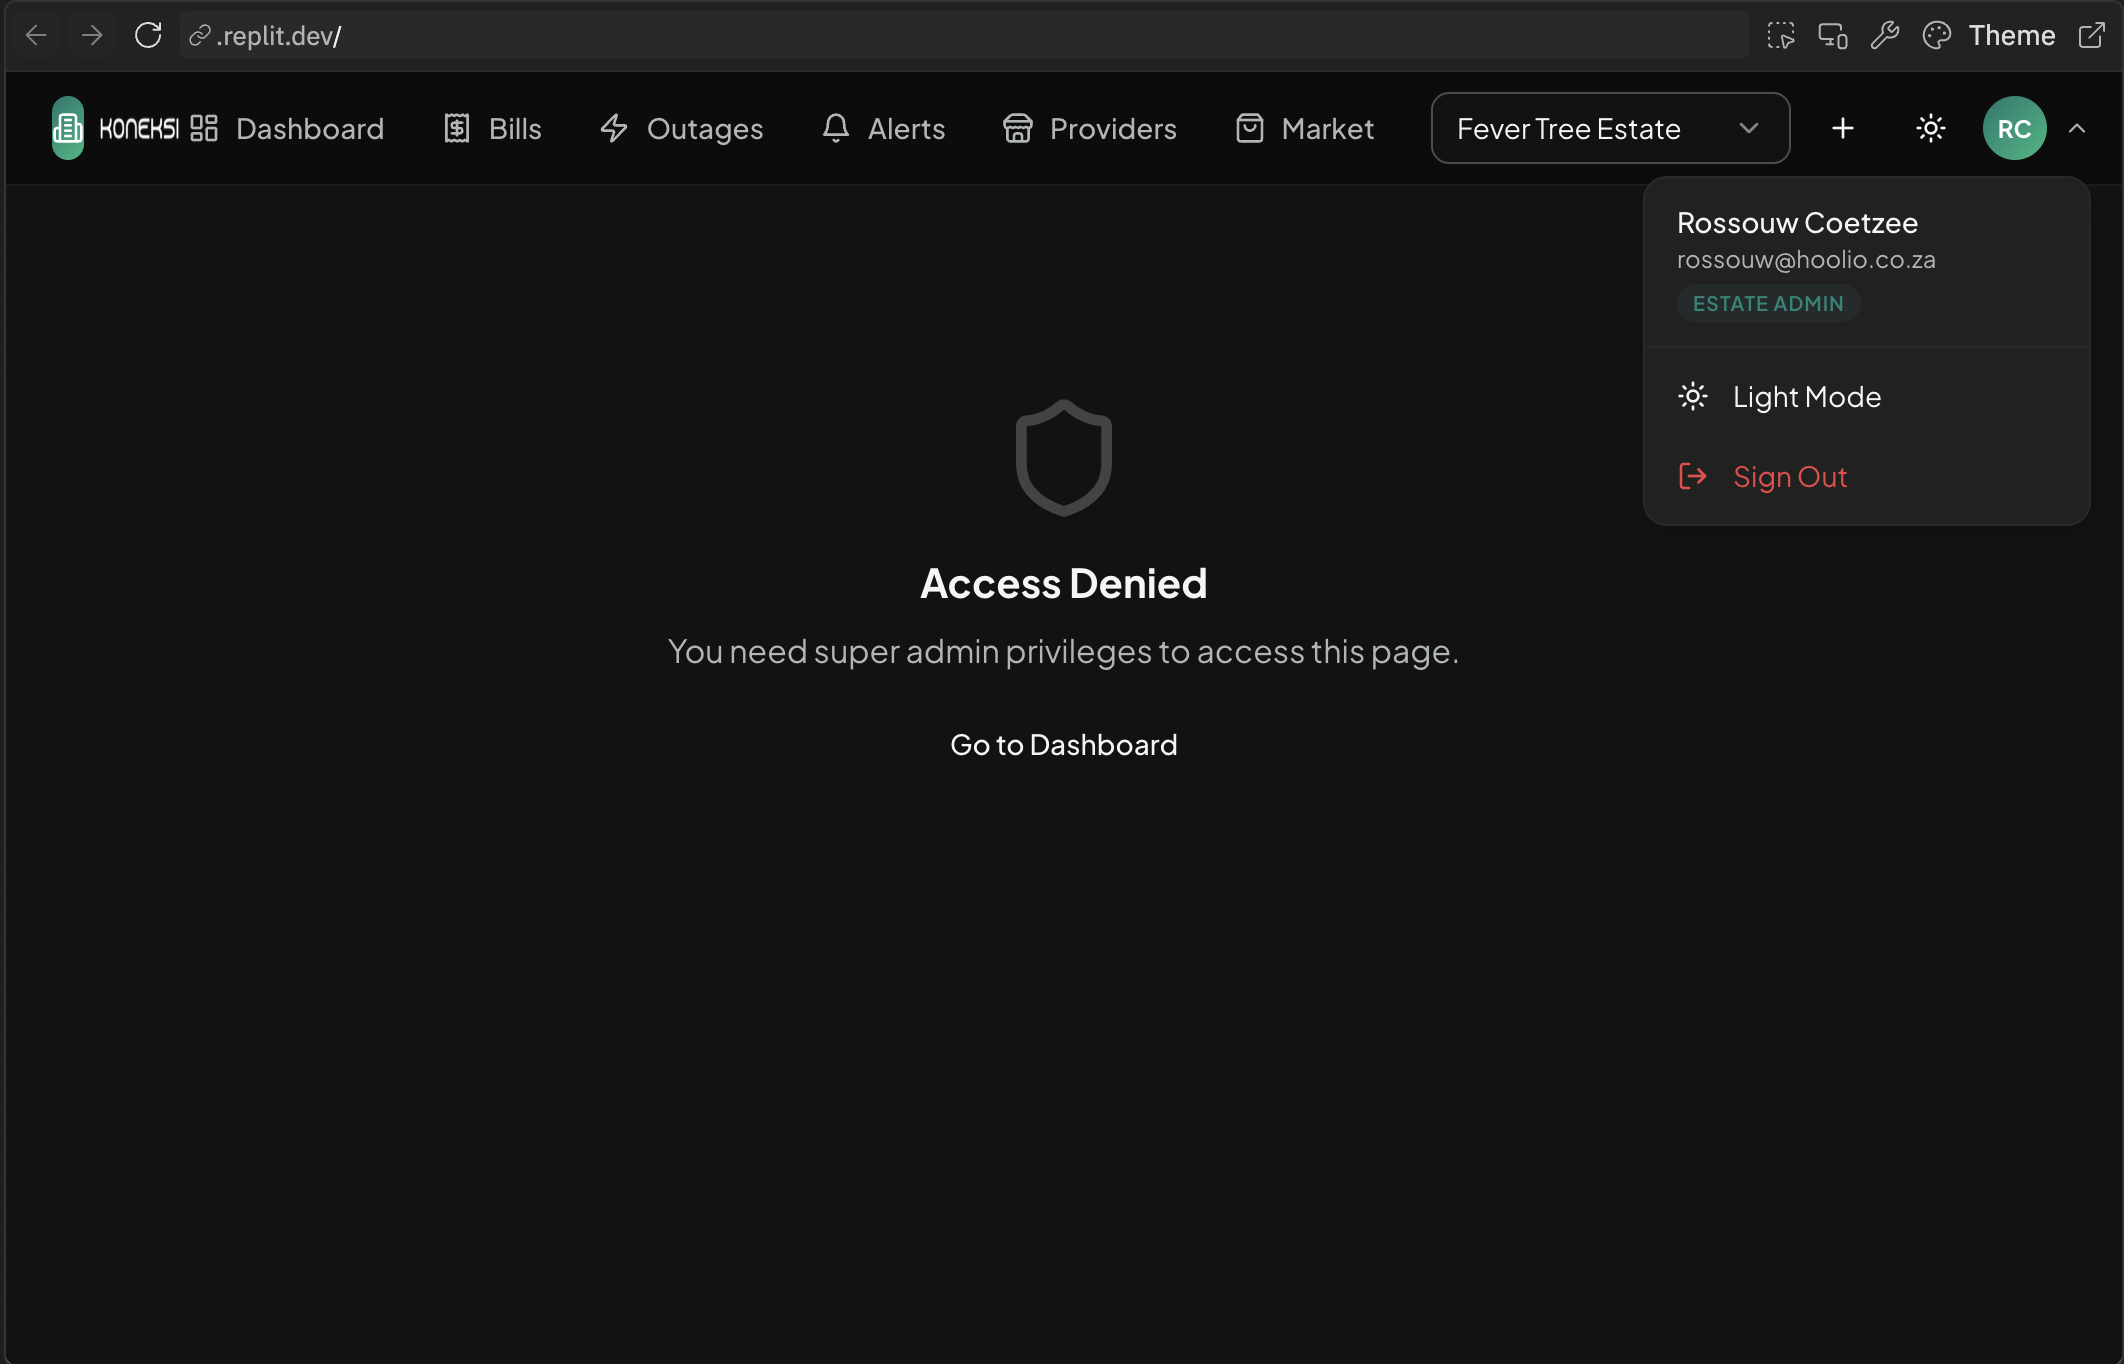 .replit.dev/
Theme
KONEKSI
Dashboard
Bills
Outages
Alerts
Providers
Market
Fever Tree Estate
RC
Rossouw Coetzee
rossouw@hoolio.co.za
ESTATE ADMIN
Light Mode
Sign Out
Access Denied
You need super admin privileges to access this page.
Go to Dashboard